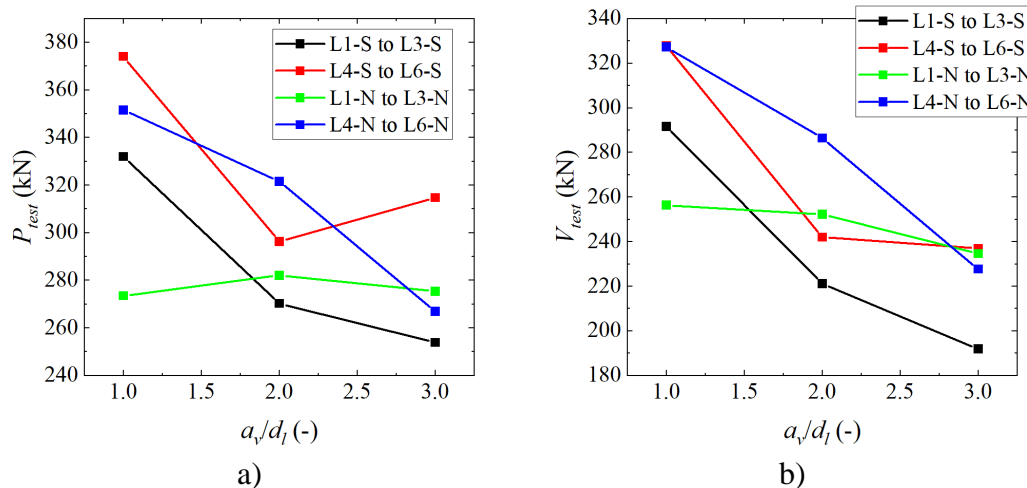 380
360
340
320
300
280
260
240
P_test (kN)
L1-S to L3-S
L4-S to L6-S
L1-N to L3-N
L4-N to L6-N
1.0 1.5 2.0 2.5 3.0
a_v/d_l (-)
a)
340
320
300
280
260
240
220
200
180
V_test (kN)
L1-S to L3-S
L4-S to L6-S
L1-N to L3-N
L4-N to L6-N
1.0 1.5 2.0 2.5 3.0
a_v/d_l (-)
b)